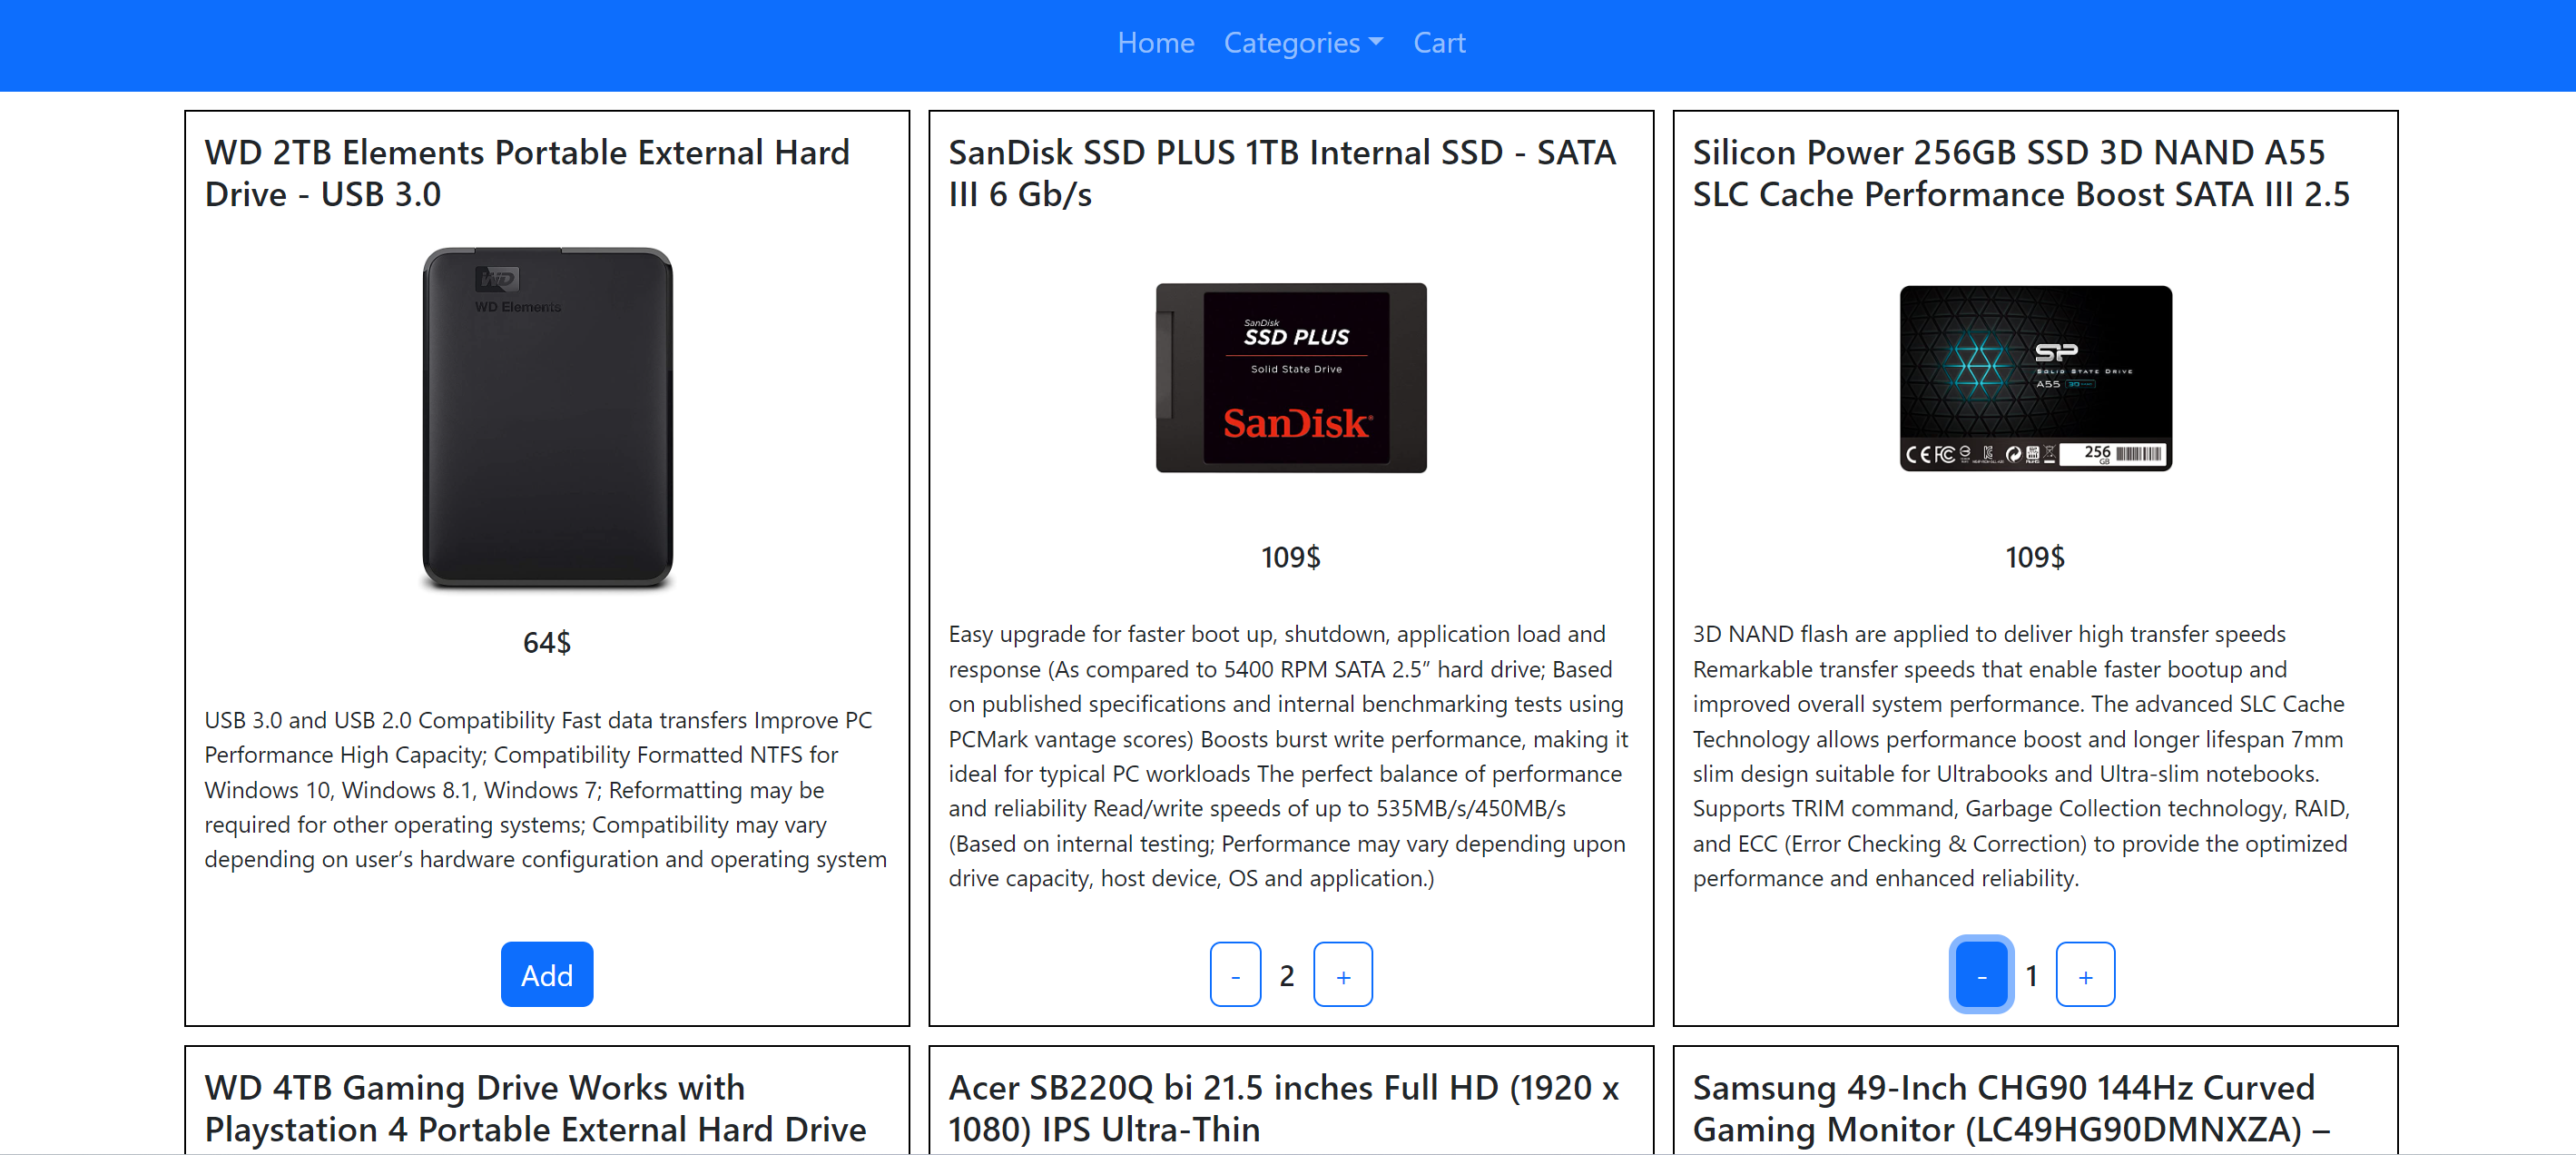 Home Categories Cart
WD 2TB Elements Portable External Hard
Drive - USB 3.0
WD
WD Elements
64$
USB 3.0 and USB 2.0 Compatibility Fast data transfers Improve PC
Performance High Capacity; Compatibility Formatted NTFS for
Windows 10, Windows 8.1, Windows 7; Reformatting may be
required for other operating systems; Compatibility may vary
depending on user’s hardware configuration and operating system
Add
SanDisk SSD PLUS 1TB Internal SSD - SATA
III 6 Gb/s
SanDisk
SSD PLUS
Solid State Drive
SanDisk
109$
Easy upgrade for faster boot up, shutdown, application load and
response (As compared to 5400 RPM SATA 2.5” hard drive; Based
on published specifications and internal benchmarking tests using
PCMark vantage scores) Boosts burst write performance, making it
ideal for typical PC workloads The perfect balance of performance
and reliability Read/write speeds of up to 535MB/s/450MB/s
(Based on internal testing; Performance may vary depending upon
drive capacity, host device, OS and application.)
- 2 +
Silicon Power 256GB SSD 3D NAND A55
SLC Cache Performance Boost SATA III 2.5
SP
SOLID STATE DRIVE
A55
CE FC
256
GB
109$
3D NAND flash are applied to deliver high transfer speeds
Remarkable transfer speeds that enable faster bootup and
improved overall system performance. The advanced SLC Cache
Technology allows performance boost and longer lifespan 7mm
slim design suitable for Ultrabooks and Ultra-slim notebooks.
Supports TRIM command, Garbage Collection technology, RAID,
and ECC (Error Checking & Correction) to provide the optimized
performance and enhanced reliability.
- 1 +
WD 4TB Gaming Drive Works with
Playstation 4 Portable External Hard Drive
Acer SB220Q bi 21.5 inches Full HD (1920 x
1080) IPS Ultra-Thin
Samsung 49-Inch CHG90 144Hz Curved
Gaming Monitor (LC49HG90DMNXZA) –